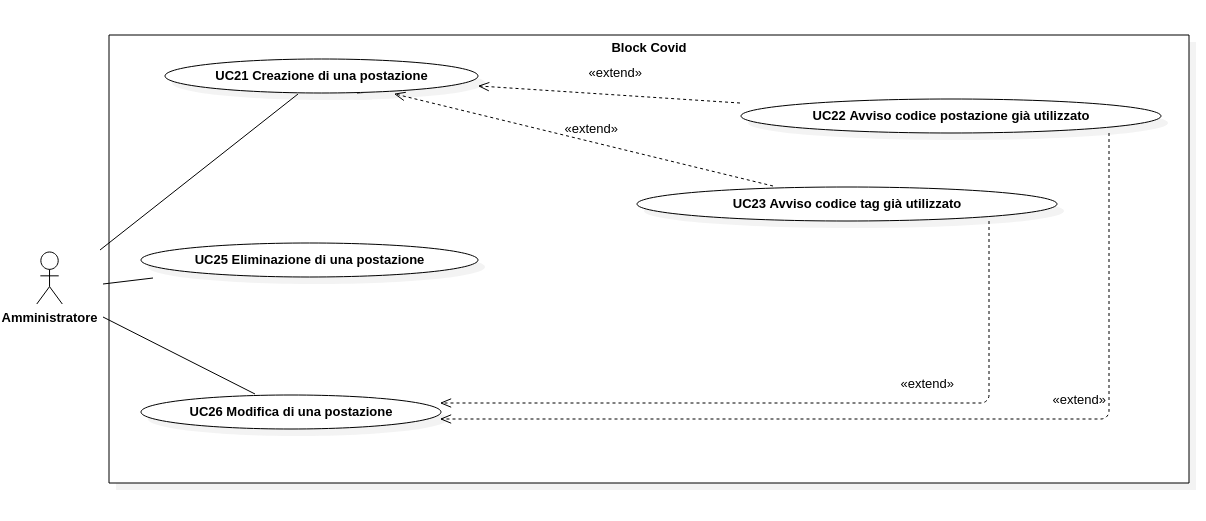 Block Covid
UC21 Creazione di una postazione
«extend»
UC22 Avviso codice postazione già utilizzato
«extend»
UC23 Avviso codice tag già utilizzato
UC25 Eliminazione di una postazione
Amministratore
«extend»
«extend»
UC26 Modifica di una postazione